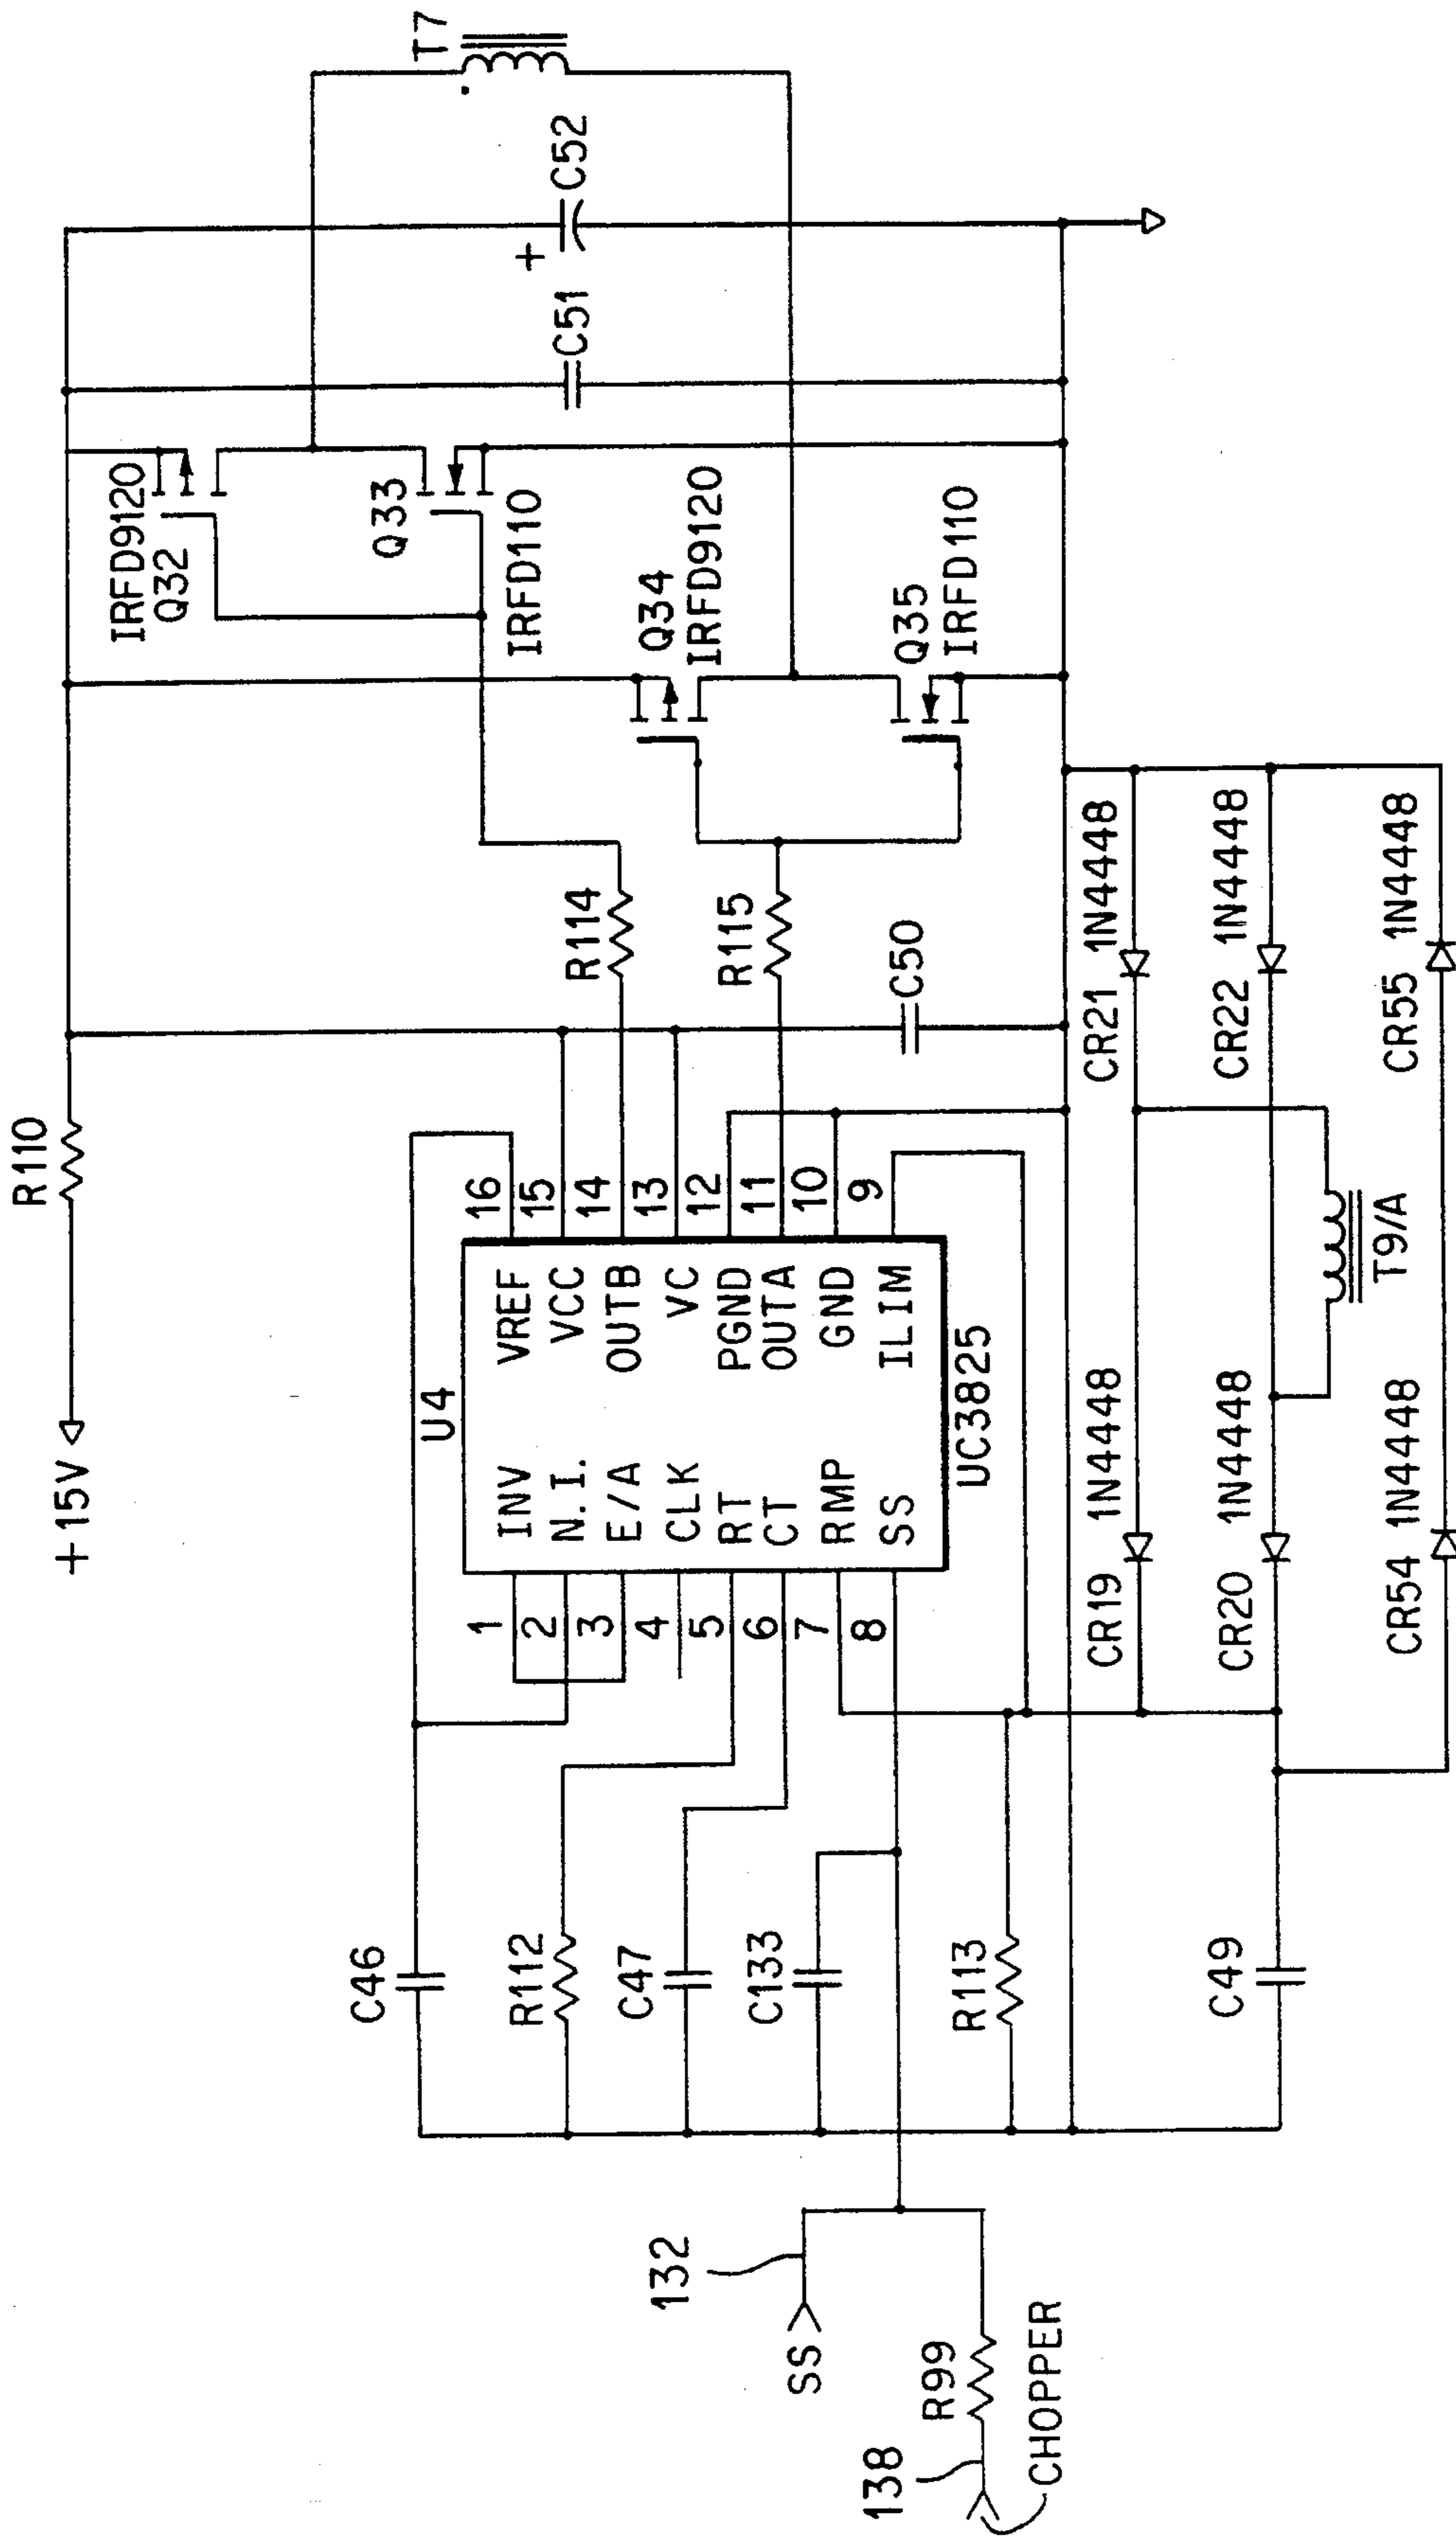 +15V
R110
T7
C52
+
C51
IRFD9120
Q32
Q33
IRFD110
Q34
IRFD9120
Q35
IRFD110
R114
R115
C50
U4
UC3825
INV
N.I.
E/A
CLK
RT
CT
RMP
SS
VREF
VCC
OUTB
VC
PGND
OUTA
GND
ILIM
1
2
3
4
5
6
7
8
16
15
14
13
12
11
10
9
C46
R112
C47
C133
R113
C49
132
SS
R99
138
CHOPPER
CR19 1N4448
CR21 1N4448
CR20 1N4448
CR22 1N4448
T9/A
CR54 1N4448
CR55 1N4448